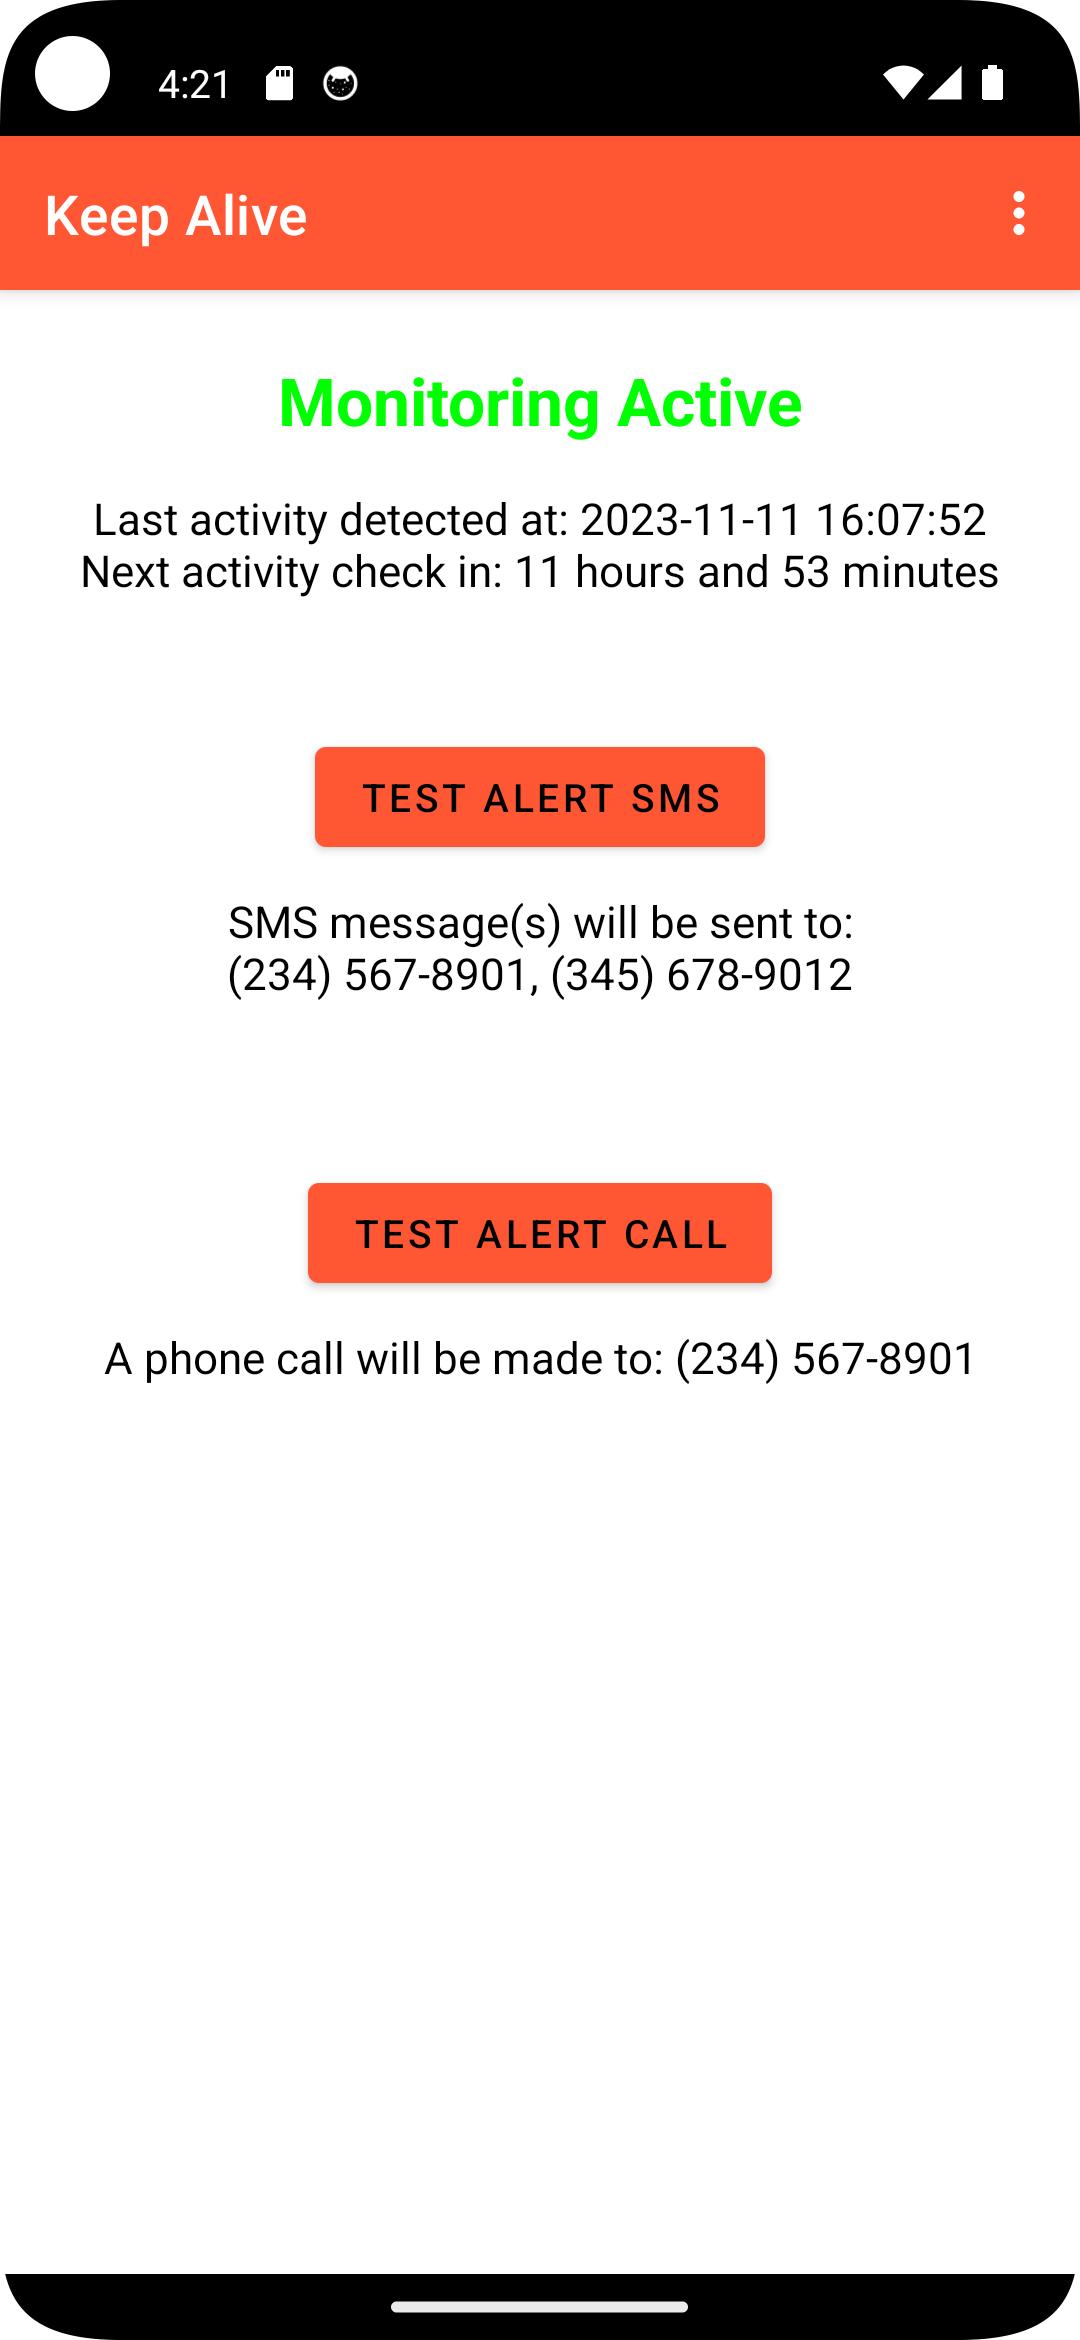 4:21
Keep Alive
Monitoring Active
Last activity detected at: 2023-11-11 16:07:52
Next activity check in: 11 hours and 53 minutes
TEST ALERT SMS
SMS message(s) will be sent to:
(234) 567-8901, (345) 678-9012
TEST ALERT CALL
A phone call will be made to: (234) 567-8901